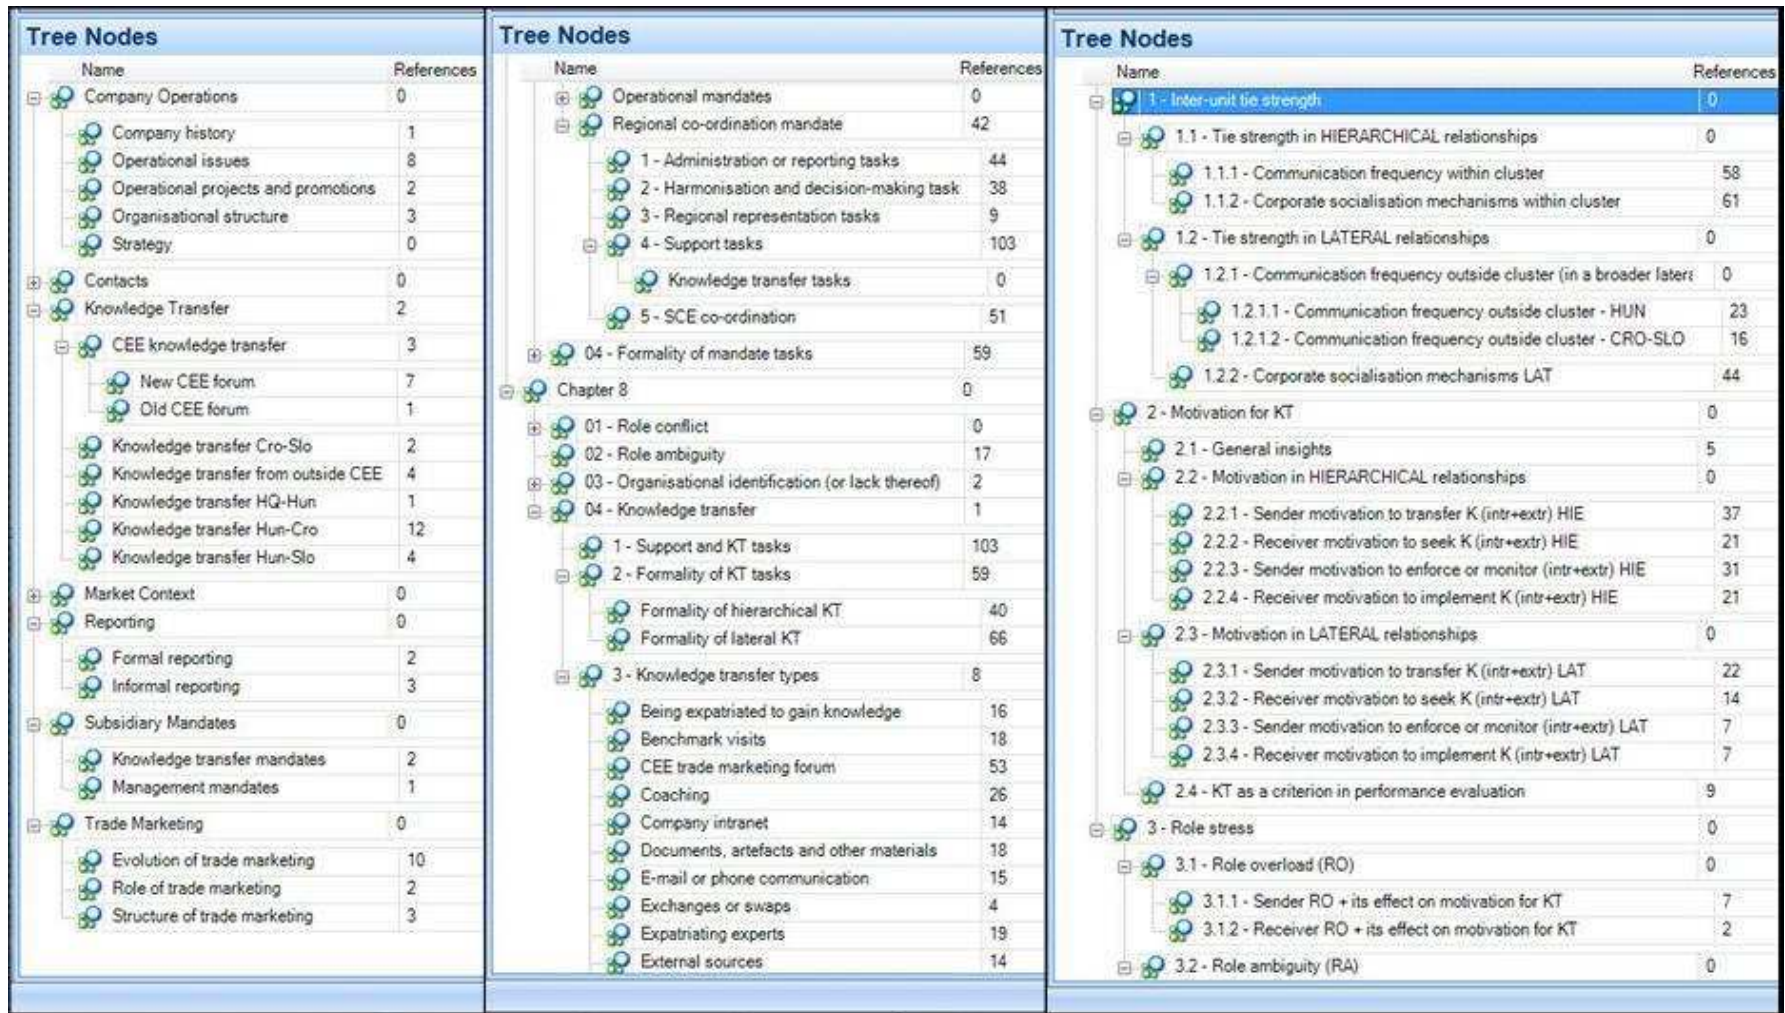 Tree Nodes
Name References
Company Operations 0
Company history 1
Operational issues 8
Operational projects and promotions 2
Organisational structure 3
Strategy 0
Contacts 0
Knowledge Transfer 2
CEE knowledge transfer 3
New CEE forum 7
Old CEE forum 1
Knowledge transfer Cro-Slo 2
Knowledge transfer from outside CEE 4
Knowledge transfer HQ-Hun 1
Knowledge transfer Hun-Cro 12
Knowledge transfer Hun-Slo 4
Market Context 0
Reporting 0
Formal reporting 2
Informal reporting 3
Subsidiary Mandates 0
Knowledge transfer mandates 2
Management mandates 1
Trade Marketing 0
Evolution of trade marketing 10
Role of trade marketing 2
Structure of trade marketing 3
Tree Nodes
Name References
Operational mandates 0
Regional co-ordination mandate 42
1 - Administration or reporting tasks 44
2 - Harmonisation and decision-making task 38
3 - Regional representation tasks 9
4 - Support tasks 103
Knowledge transfer tasks 0
5 - SCE co-ordination 51
04 - Formality of mandate tasks 59
Chapter 8 0
01 - Role conflict 0
02 - Role ambiguity 17
03 - Organisational identification (or lack thereof) 2
04 - Knowledge transfer 1
1 - Support and KT tasks 103
2 - Formality of KT tasks 59
Formality of hierarchical KT 40
Formality of lateral KT 66
3 - Knowledge transfer types 8
Being expatriated to gain knowledge 16
Benchmark visits 18
CEE trade marketing forum 53
Coaching 26
Company intranet 14
Documents, artefacts and other materials 18
E-mail or phone communication 15
Exchanges or swaps 4
Expatriating experts 19
External sources 14
Tree Nodes
Name References
1 - Inter-unit tie strength 0
1.1 - Tie strength in HIERARCHICAL relationships 0
1.1.1 - Communication frequency within cluster 58
1.1.2 - Corporate socialisation mechanisms within cluster 61
1.2 - Tie strength in LATERAL relationships 0
1.2.1 - Communication frequency outside cluster (in a broader latera 0
1.2.1.1 - Communication frequency outside cluster - HUN 23
1.2.1.2 - Communication frequency outside cluster - CRO-SLO 16
1.2.2 - Corporate socialisation mechanisms LAT 44
2 - Motivation for KT 0
2.1 - General insights 5
2.2 - Motivation in HIERARCHICAL relationships 0
2.2.1 - Sender motivation to transfer K (intr+extr) HIE 37
2.2.2 - Receiver motivation to seek K (intr+extr) HIE 21
2.2.3 - Sender motivation to enforce or monitor (intr+extr) HIE 31
2.2.4 - Receiver motivation to implement K (intr+extr) HIE 21
2.3 - Motivation in LATERAL relationships 0
2.3.1 - Sender motivation to transfer K (intr+extr) LAT 22
2.3.2 - Receiver motivation to seek K (intr+extr) LAT 14
2.3.3 - Sender motivation to enforce or monitor (intr+extr) LAT 7
2.3.4 - Receiver motivation to implement K (intr+extr) LAT 7
2.4 - KT as a criterion in performance evaluation 9
3 - Role stress 0
3.1 - Role overload (RO) 0
3.1.1 - Sender RO + its effect on motivation for KT 7
3.1.2 - Receiver RO + its effect on motivation for KT 2
3.2 - Role ambiguity (RA) 0